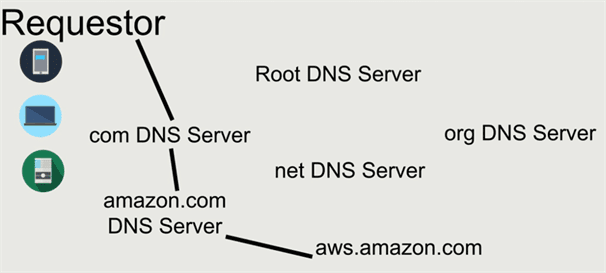 Requestor
Root DNS Server
com DNS Server
org DNS Server
net DNS Server
amazon.com
DNS Server
aws.amazon.com